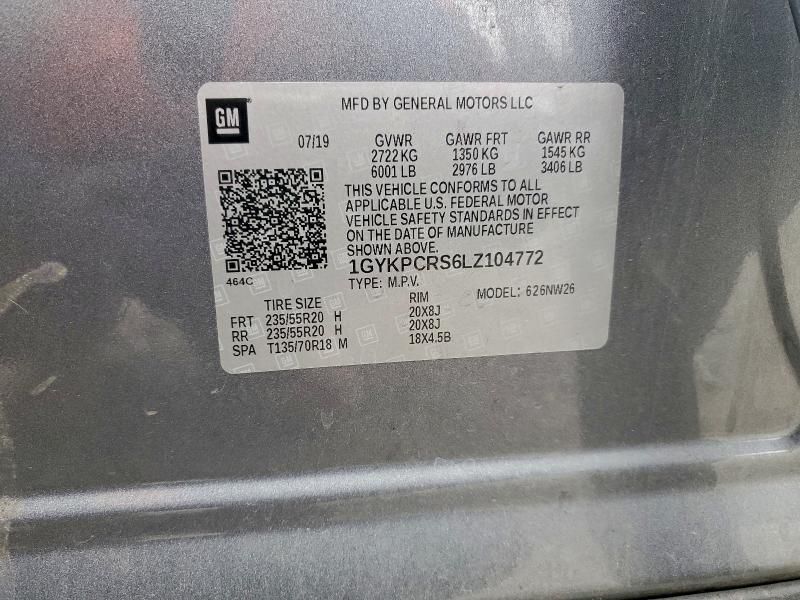 GM
MFD BY GENERAL MOTORS LLC
07/19 GVWR GAWR FRT GAWR RR
2722 KG 1350 KG 1545 KG
6001 LB 2976 LB 3406 LB
THIS VEHICLE CONFORMS TO ALL
APPLICABLE U.S. FEDERAL MOTOR
VEHICLE SAFETY STANDARDS IN EFFECT
ON THE DATE OF MANUFACTURE
SHOWN ABOVE.
464C
1GYKPCRS6LZ104772
TYPE: M.P.V. MODEL: 626NW26
TIRE SIZE RIM
FRT 235/55R20 H 20X8J
RR 235/55R20 H 20X8J
SPA T135/70R18 M 18X4.5B